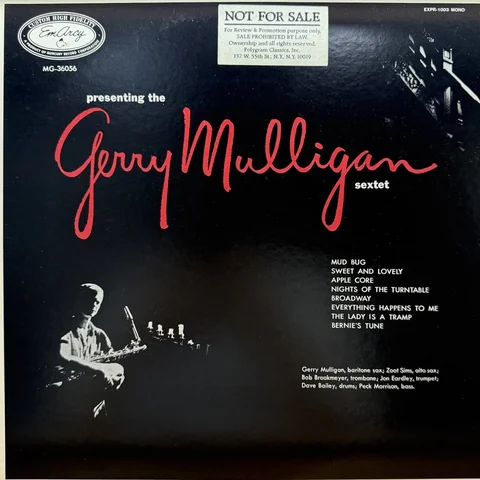 EXPR-1003 MONO
CUSTOM HIGH FIDELITY
EmArcy
A PRODUCT OF MERCURY RECORD CORPORATION
MG-36056
NOT FOR SALE
For Review & Promotion purpose only.
SALE PROHIBITED BY LAW.
Ownership and all rights reserved.
Polygram Classics, Inc.
137 W. 55th St., N.Y. N.Y. 10019
presenting the
Gerry Mulligan
sextet
MUD BUG
SWEET AND LOVELY
APPLE CORE
NIGHTS OF THE TURNTABLE
BROADWAY
EVERYTHING HAPPENS TO ME
THE LADY IS A TRAMP
BERNIE'S TUNE
Gerry Mulligan, baritone sax; Zoot Sims, alto sax;
Bob Brookmeyer, trombone; Jon Eardley, trumpet;
Dave Bailey, drums; Peck Morrison, bass.